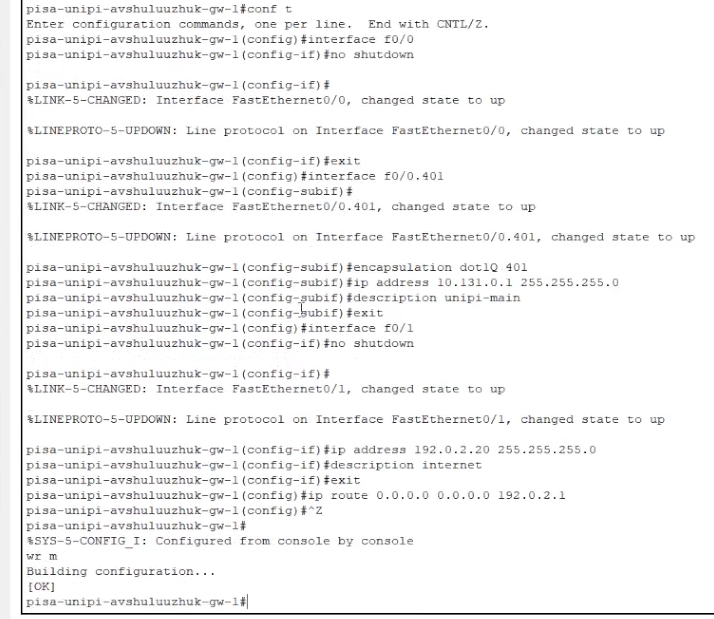 pisa-unipi-avshuluuzhuk-gw-1#conf t
Enter configuration commands, one per line.  End with CNTL/Z.
pisa-unipi-avshuluuzhuk-gw-1(config)#interface f0/0
pisa-unipi-avshuluuzhuk-gw-1(config-if)#no shutdown
pisa-unipi-avshuluuzhuk-gw-1(config-if)#
%LINK-5-CHANGED: Interface FastEthernet0/0, changed state to up
%LINEPROTO-5-UPDOWN: Line protocol on Interface FastEthernet0/0, changed state to up
pisa-unipi-avshuluuzhuk-gw-1(config-if)#exit
pisa-unipi-avshuluuzhuk-gw-1(config)#interface f0/0.401
pisa-unipi-avshuluuzhuk-gw-1(config-subif)#
%LINK-5-CHANGED: Interface FastEthernet0/0.401, changed state to up
%LINEPROTO-5-UPDOWN: Line protocol on Interface FastEthernet0/0.401, changed state to up
pisa-unipi-avshuluuzhuk-gw-1(config-subif)#encapsulation dot1Q 401
pisa-unipi-avshuluuzhuk-gw-1(config-subif)#ip address 10.131.0.1 255.255.255.0
pisa-unipi-avshuluuzhuk-gw-1(config-subif)#description unipi-main
pisa-unipi-avshuluuzhuk-gw-1(config-subif)#exit
pisa-unipi-avshuluuzhuk-gw-1(config)#interface f0/1
pisa-unipi-avshuluuzhuk-gw-1(config-if)#no shutdown
pisa-unipi-avshuluuzhuk-gw-1(config-if)#
%LINK-5-CHANGED: Interface FastEthernet0/1, changed state to up
%LINEPROTO-5-UPDOWN: Line protocol on Interface FastEthernet0/1, changed state to up
pisa-unipi-avshuluuzhuk-gw-1(config-if)#ip address 192.0.2.20 255.255.255.0
pisa-unipi-avshuluuzhuk-gw-1(config-if)#description internet
pisa-unipi-avshuluuzhuk-gw-1(config-if)#exit
pisa-unipi-avshuluuzhuk-gw-1(config)#ip route 0.0.0.0 0.0.0.0 192.0.2.1
pisa-unipi-avshuluuzhuk-gw-1(config)#^Z
pisa-unipi-avshuluuzhuk-gw-1#
%SYS-5-CONFIG_I: Configured from console by console
wr m
Building configuration...
[OK]
pisa-unipi-avshuluuzhuk-gw-1#